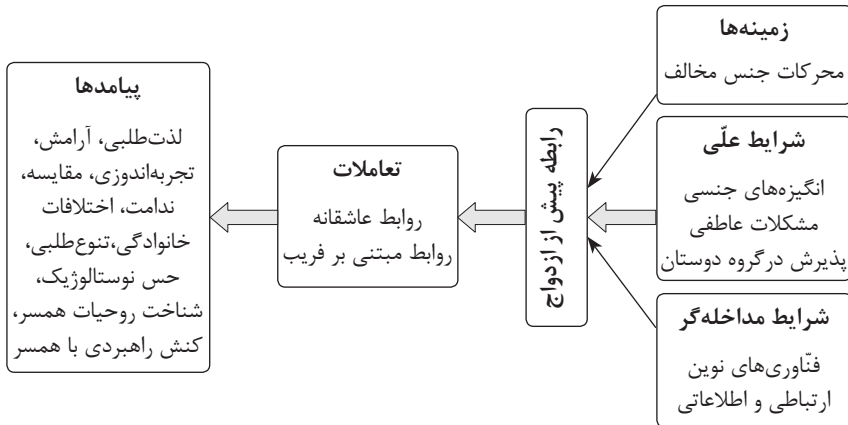 زمینه‌ها
محرکات جنس مخالف
شرایط علّی
انگیزه‌های جنسی
مشکلات عاطفی
پذیرش درگروه دوستان
شرایط مداخله‌گر
فنّاوری‌های نوین
ارتباطی و اطلاعاتی
رابطه پیش از ازدواج
تعاملات
روابط عاشقانه
روابط مبتنی بر فریب
پیامدها
لذت‌طلبی، آرامش،
تجربه‌اندوزی، مقایسه،
ندامت، اختلافات
خانوادگی،تنوع‌طلبی،
حس نوستالوژیک،
شناخت روحیات همسر،
کنش راهبردی با همسر